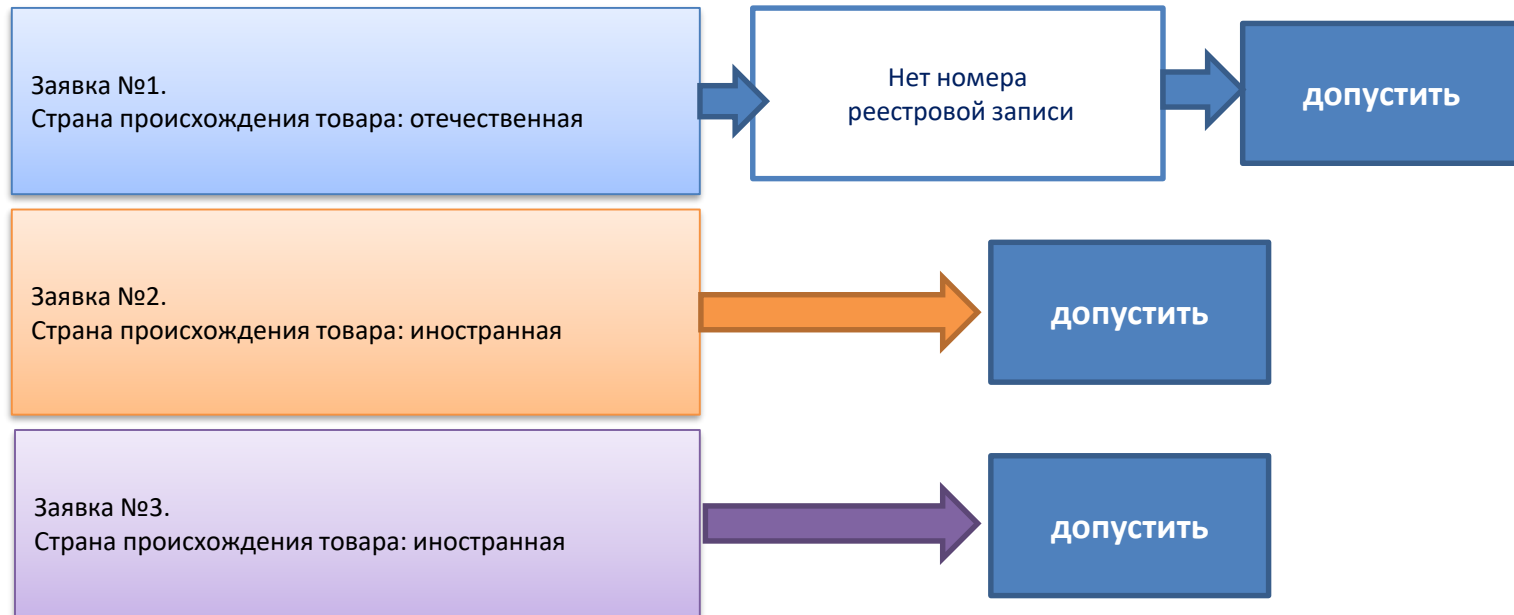 Заявка №1.
Страна происхождения товара: отечественная
Нет номера
реестровой записи
допустить
Заявка №2.
Страна происхождения товара: иностранная
допустить
Заявка №3.
Страна происхождения товара: иностранная
допустить